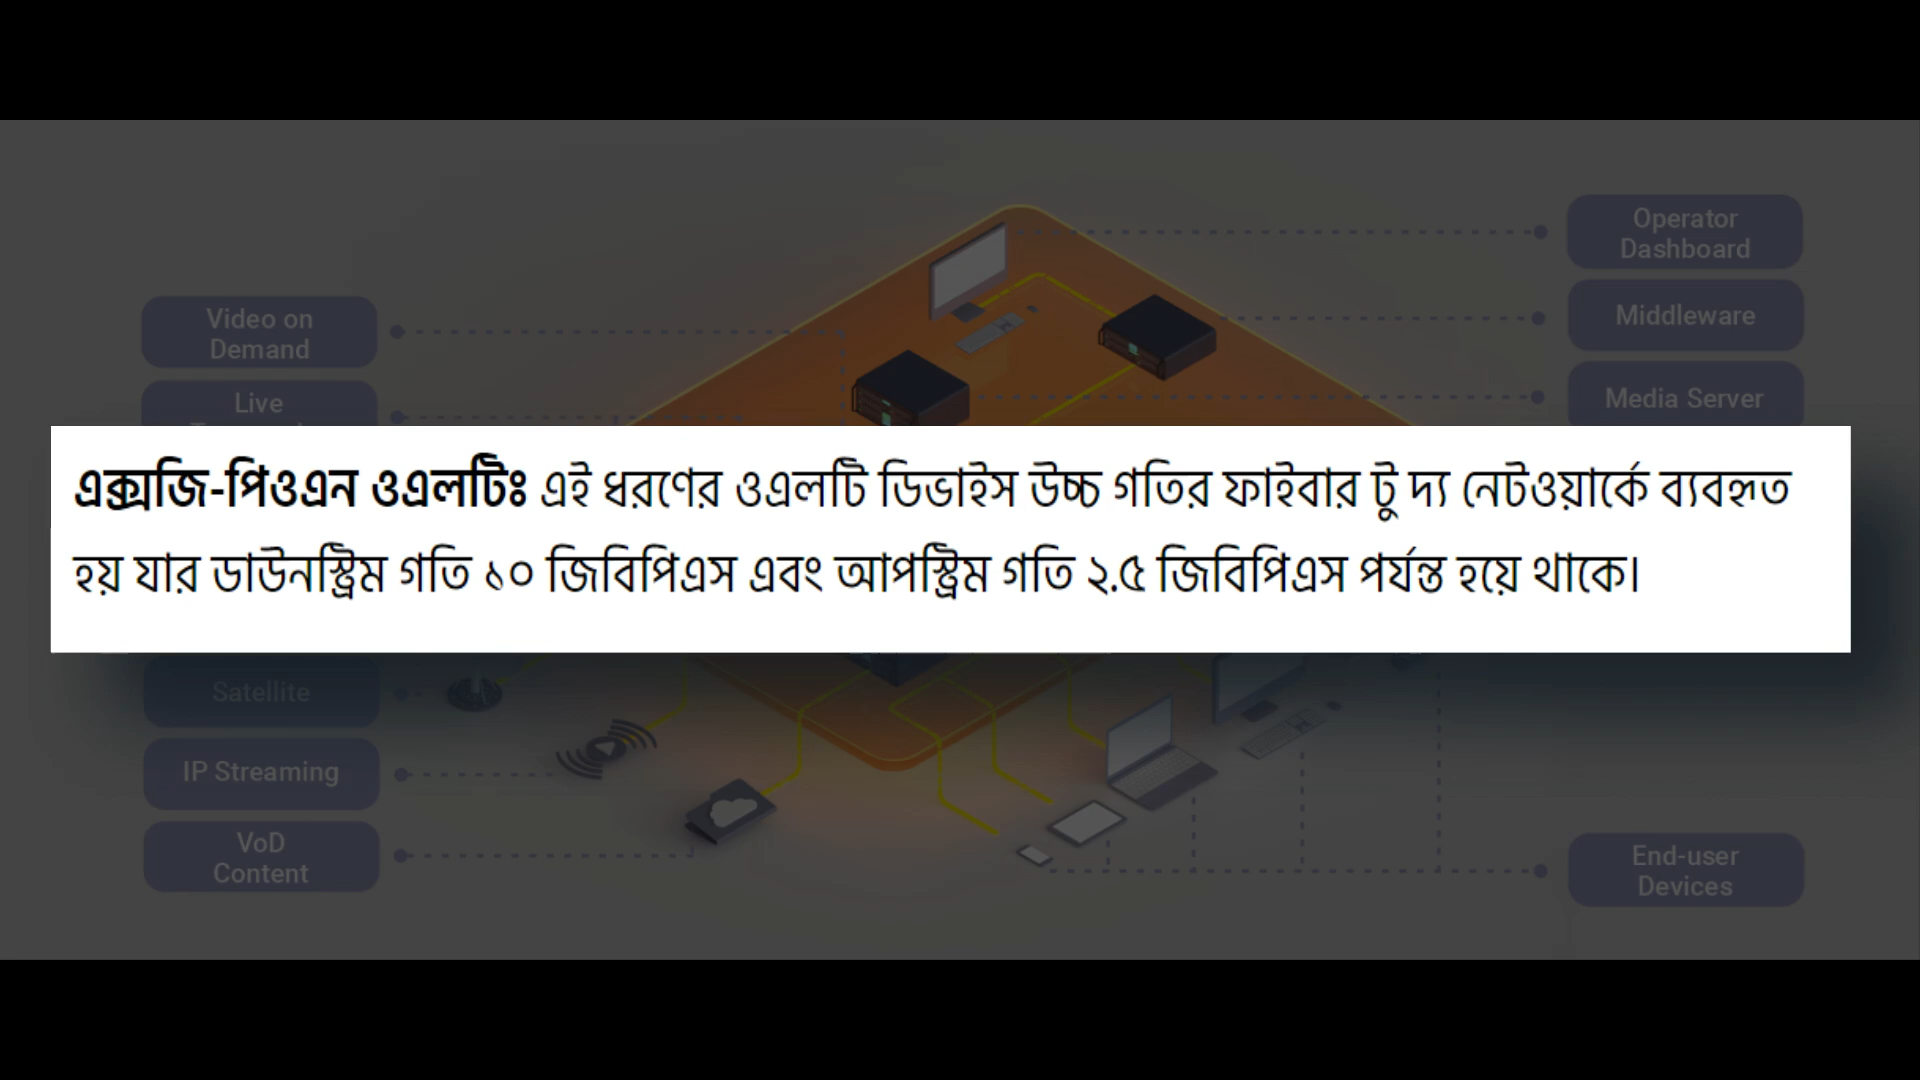 Operator
Dashboard
Video on
Demand
Middleware
Live
Media Server
এক্সজি-পিওএন ওএলটিঃ এই ধরণের ওএলটি ডিভাইস উচ্চ গতির ফাইবার টু দ্য নেটওয়ার্কে ব্যবহৃত
হয় যার ডাউনস্ট্রিম গতি ১০ জিবিপিএস এবং আপস্ট্রিম গতি ২.৫ জিবিপিএস পর্যন্ত হয়ে থাকে।
Satellite
IP Streaming
VoD
Content
End-user
Devices